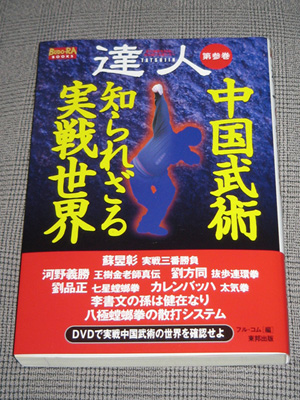 BUDO-RA
BOOKS
達人
TATSUJIN
第参巻
中国武術
知られざる
実戦世界
蘇昱彰 実戦三番勝負
河野義勝 王樹金老師真伝 劉方同 抜歩連環拳
劉品正 七星螳螂拳 カレンバッハ 太気拳
李書文の孫は健在なり
八極螳螂拳の散打システム
DVDで実戦中国武術の世界を確認せよ
フル・コム[編]
東邦出版